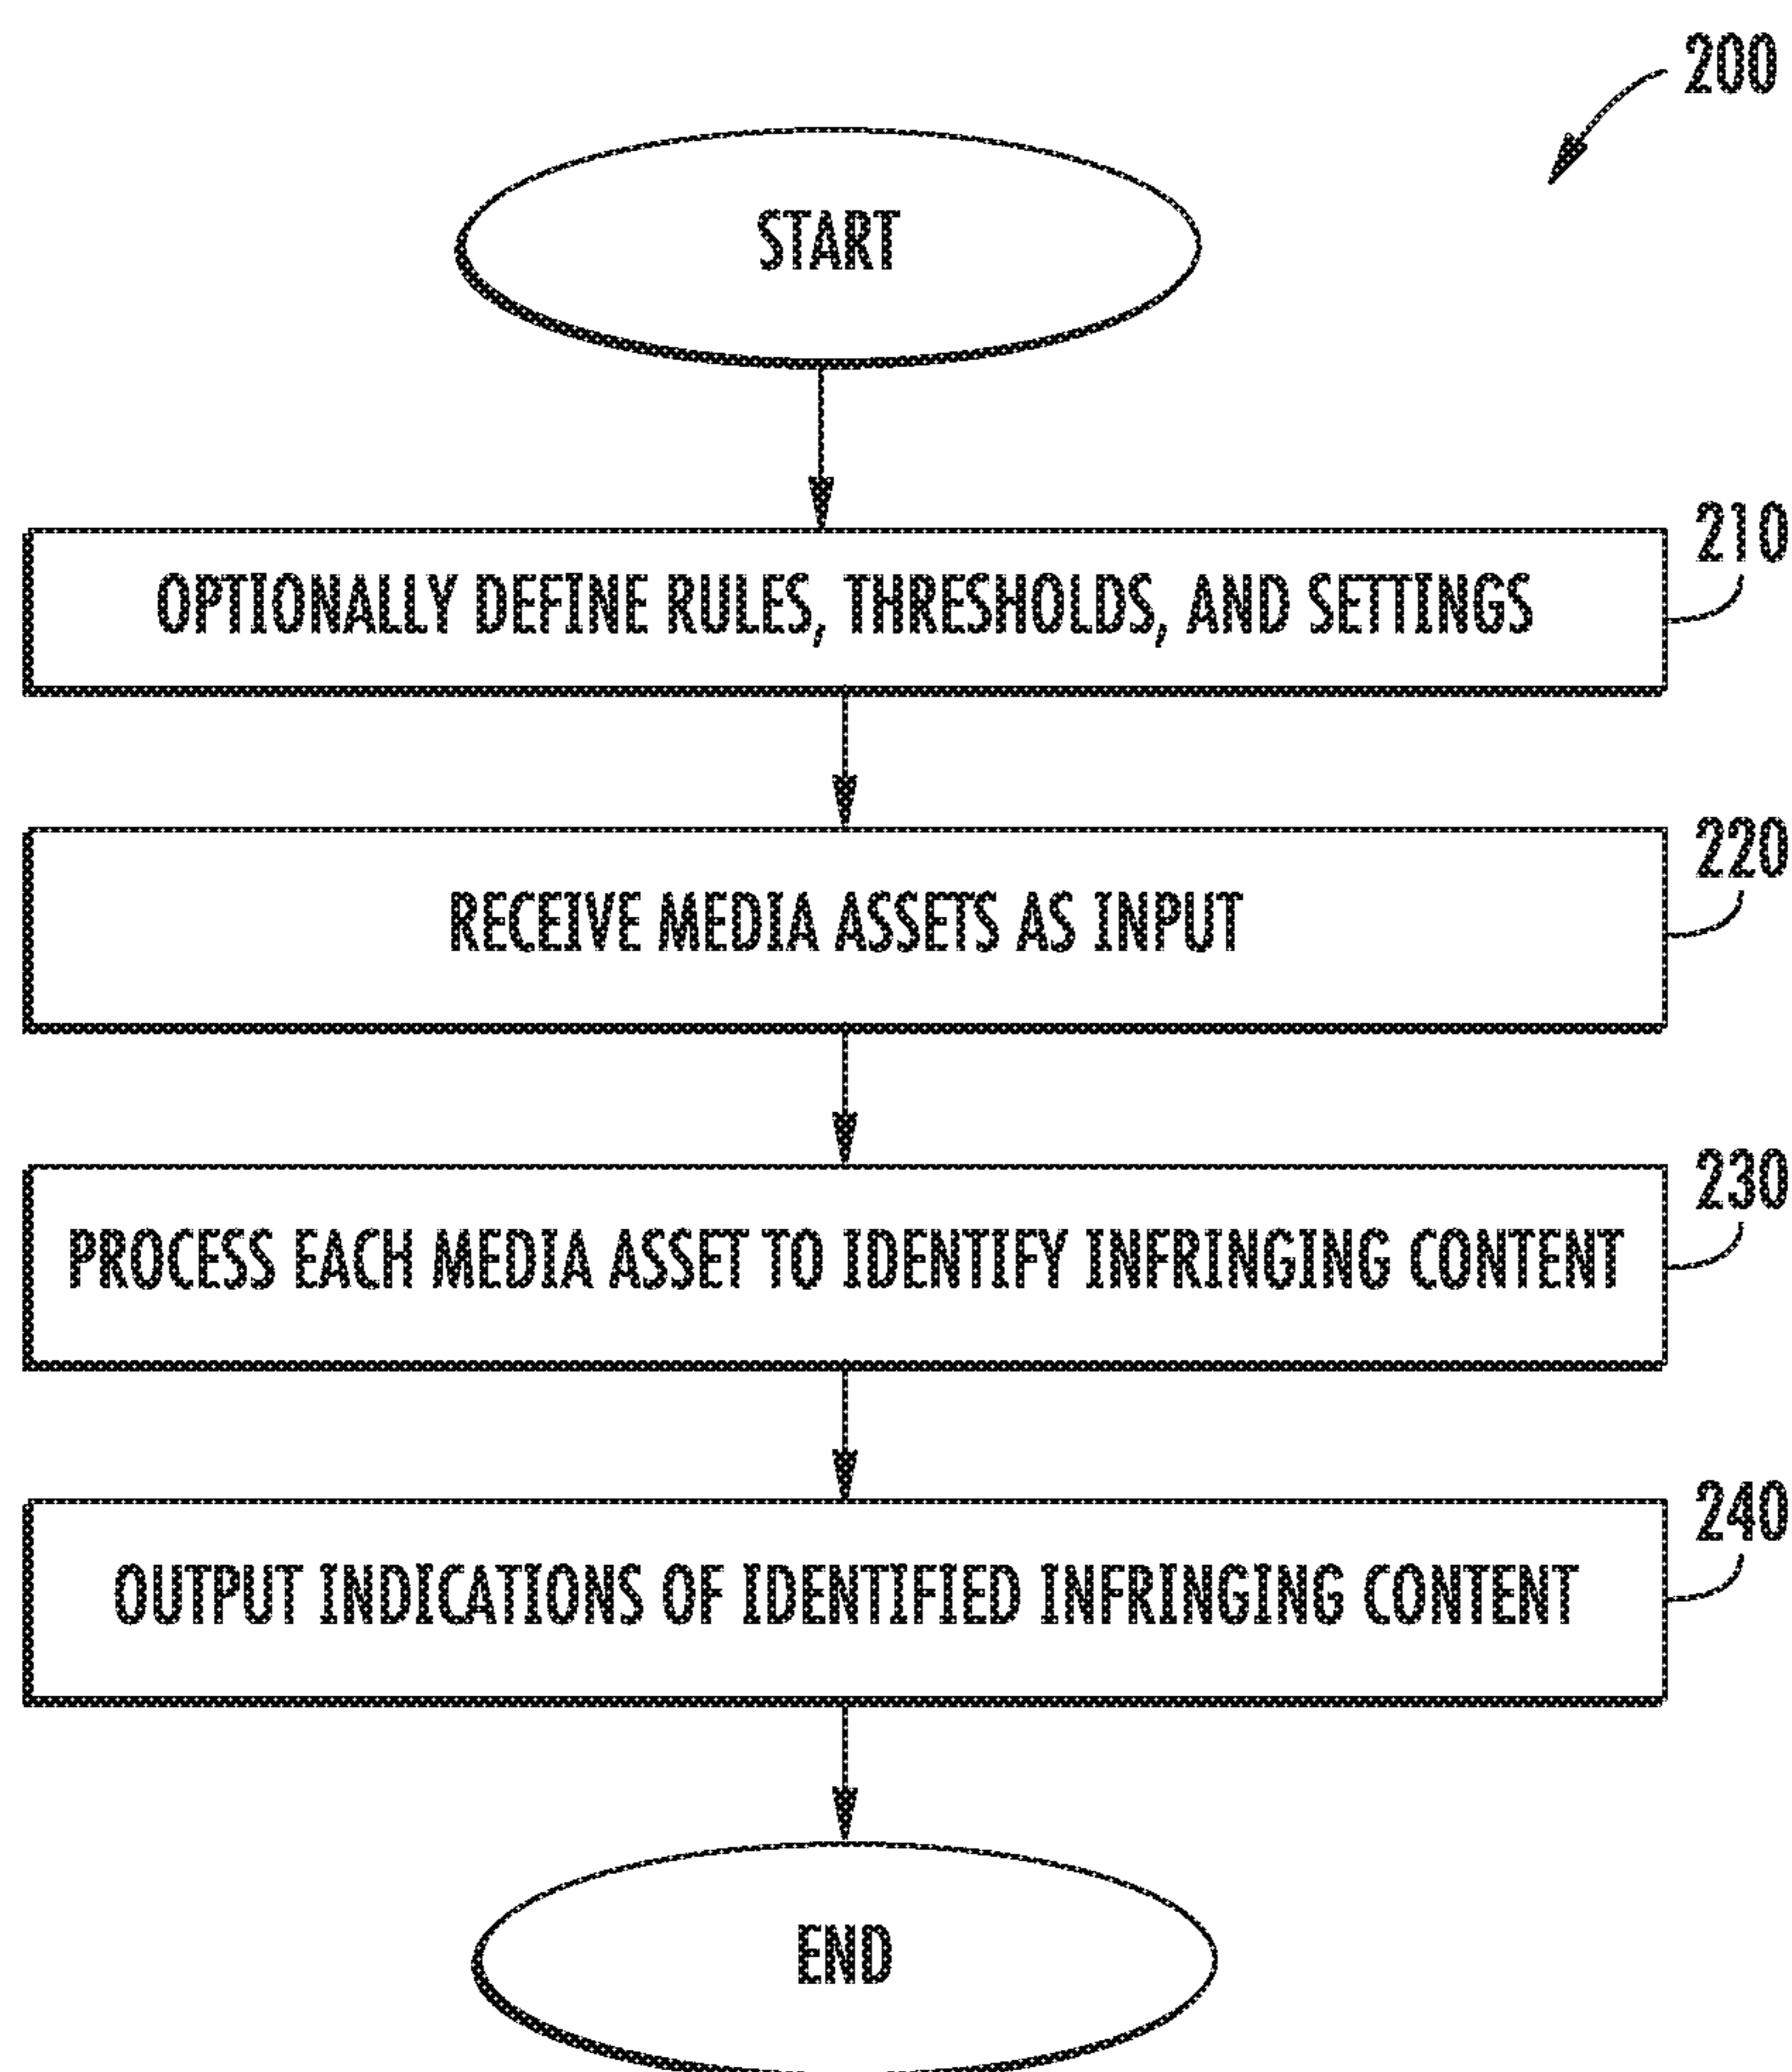 200
START
210
OPTIONALLY DEFINE RULES, THRESHOLDS, AND SETTINGS
220
RECEIVE MEDIA ASSETS AS INPUT
230
PROCESS EACH MEDIA ASSET TO IDENTIFY INFRINGING CONTENT
240
OUTPUT INDICATIONS OF IDENTIFIED INFRINGING CONTENT
END